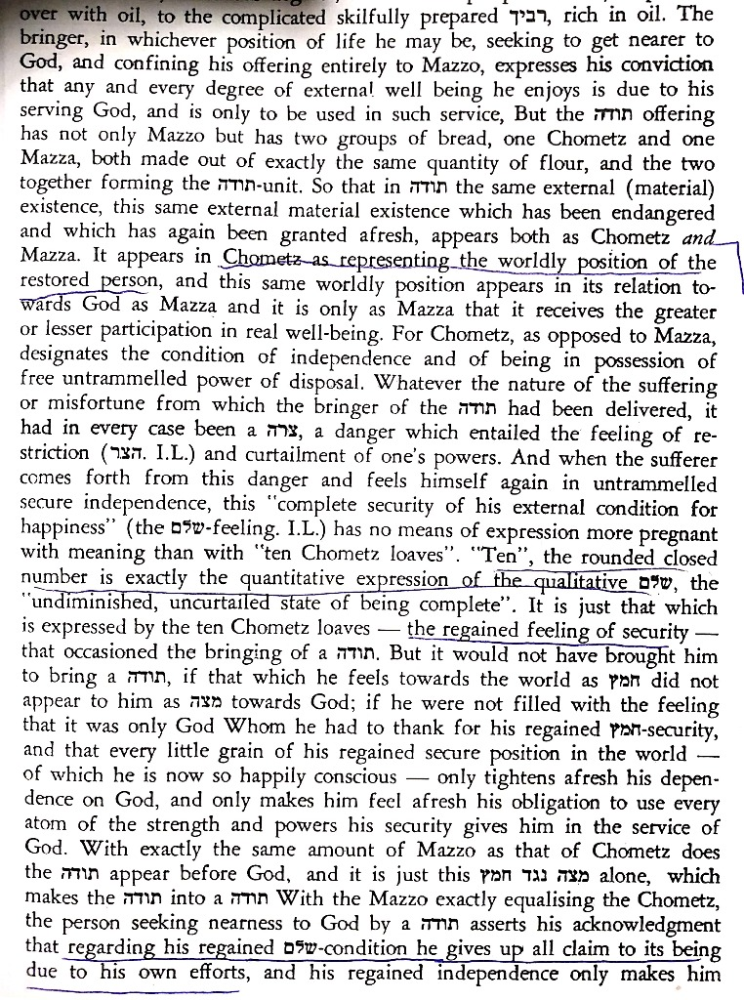 over with oil, to the complicated skilfully prepared רביך, rich in oil. The
bringer, in whichever position of life he may be, seeking to get nearer to
God, and confining his offering entirely to Mazzo, expresses his conviction
that any and every degree of external well being he enjoys is due to his
serving God, and is only to be used in such service, But the תודה offering
has not only Mazzo but has two groups of bread, one Chometz and one
Mazza, both made out of exactly the same quantity of flour, and the two
together forming the תודה-unit. So that in תודה the same external (material)
existence, this same external material existence which has been endangered
and which has again been granted afresh, appears both as Chometz and
Mazza. It appears in Chometz as representing the worldly position of the
restored person, and this same worldly position appears in its relation to-
wards God as Mazza and it is only as Mazza that it receives the greater
or lesser participation in real well-being. For Chometz, as opposed to Mazza,
designates the condition of independence and of being in possession of
free untrammelled power of disposal. Whatever the nature of the suffering
or misfortune from which the bringer of the תודה had been delivered, it
had in every case been a צרה, a danger which entailed the feeling of re-
striction (הצר. I.L.) and curtailment of one's powers. And when the sufferer
comes forth from this danger and feels himself again in untrammelled
secure independence, this "complete security of his external condition for
happiness" (the שלם-feeling. I.L.) has no means of expression more pregnant
with meaning than with "ten Chometz loaves". "Ten", the rounded closed
number is exactly the quantitative expression of the qualitative שלם, the
"undiminished, uncurtailed state of being complete". It is just that which
is expressed by the ten Chometz loaves — the regained feeling of security —
that occasioned the bringing of a תודה. But it would not have brought him
to bring a תודה, if that which he feels towards the world as חמץ did not
appear to him as מצה towards God; if he were not filled with the feeling
that it was only God Whom he had to thank for his regained חמץ-security,
and that every little grain of his regained secure position in the world —
of which he is now so happily conscious — only tightens afresh his depen-
dence on God, and only makes him feel afresh his obligation to use every
atom of the strength and powers his security gives him in the service of
God. With exactly the same amount of Mazzo as that of Chometz does
the תודה appear before God, and it is just this מצה נגד חמץ alone, which
makes the תודה into a תודה With the Mazzo exactly equalising the Chometz,
the person seeking nearness to God by a תודה asserts his acknowledgment
that regarding his regained שלם-condition he gives up all claim to its being
due to his own efforts, and his regained independence only makes him